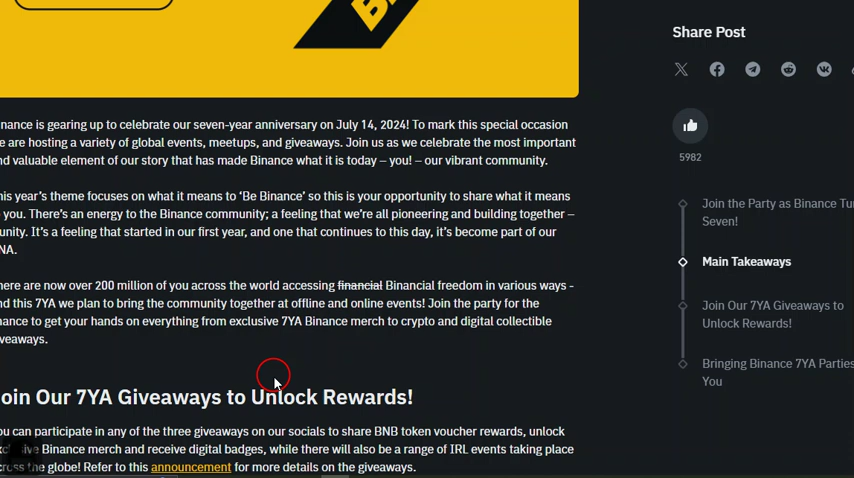 Share Post
nance is gearing up to celebrate our seven-year anniversary on July 14, 2024! To mark this special occasion
e are hosting a variety of global events, meetups, and giveaways. Join us as we celebrate the most important
nd valuable element of our story that has made Binance what it is today – you! – our vibrant community.
5982
his year's theme focuses on what it means to 'Be Binance' so this is your opportunity to share what it means
you. There's an energy to the Binance community; a feeling that we're all pioneering and building together –
unity. It's a feeling that started in our first year, and one that continues to this day, it's become part of our
NA.
here are now over 200 million of you across the world accessing financial Binancial freedom in various ways -
nd this 7YA we plan to bring the community together at offline and online events! Join the party for the
hance to get your hands on everything from exclusive 7YA Binance merch to crypto and digital collectible
veaways.
oin Our 7YA Giveaways to Unlock Rewards!
ou can participate in any of the three giveaways on our socials to share BNB token voucher rewards, unlock
Binance merch and receive digital badges, while there will also be a range of IRL events taking place
cross the globe! Refer to this announcement for more details on the giveaways.
Join the Party as Binance Tu
Seven!
Main Takeaways
Join Our 7YA Giveaways to
Unlock Rewards!
Bringing Binance 7YA Parties
You